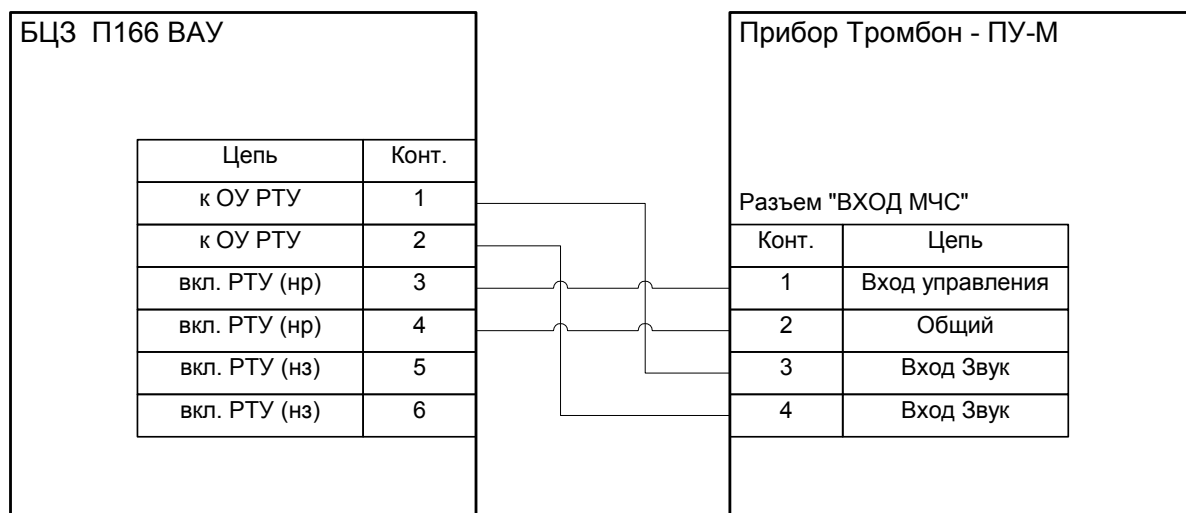 БЦЗ П166 ВАУ
Цепь Конт.
к ОУ РТУ 1
к ОУ РТУ 2
вкл. РТУ (нр) 3
вкл. РТУ (нр) 4
вкл. РТУ (нз) 5
вкл. РТУ (нз) 6
Прибор Тромбон - ПУ-М
Разъем "ВХОД МЧС"
Конт. Цепь
1 Вход управления
2 Общий
3 Вход Звук
4 Вход Звук